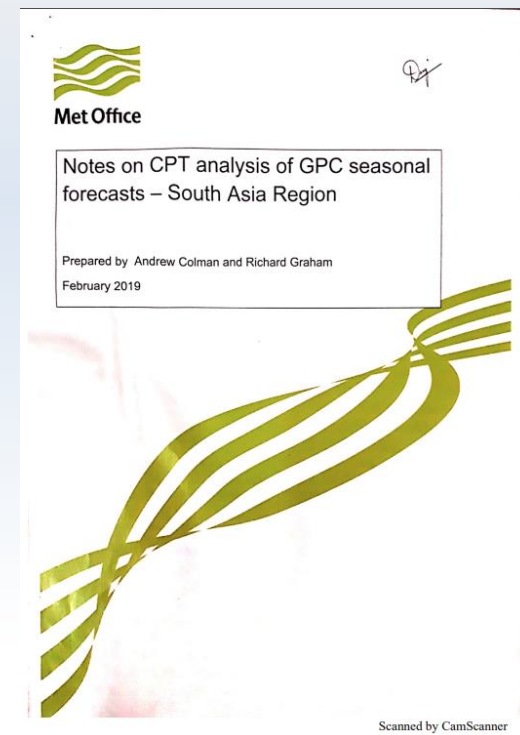 Met Office
Notes on CPT analysis of GPC seasonal
forecasts – South Asia Region
Prepared by Andrew Colman and Richard Graham
February 2019
Scanned by CamScanner